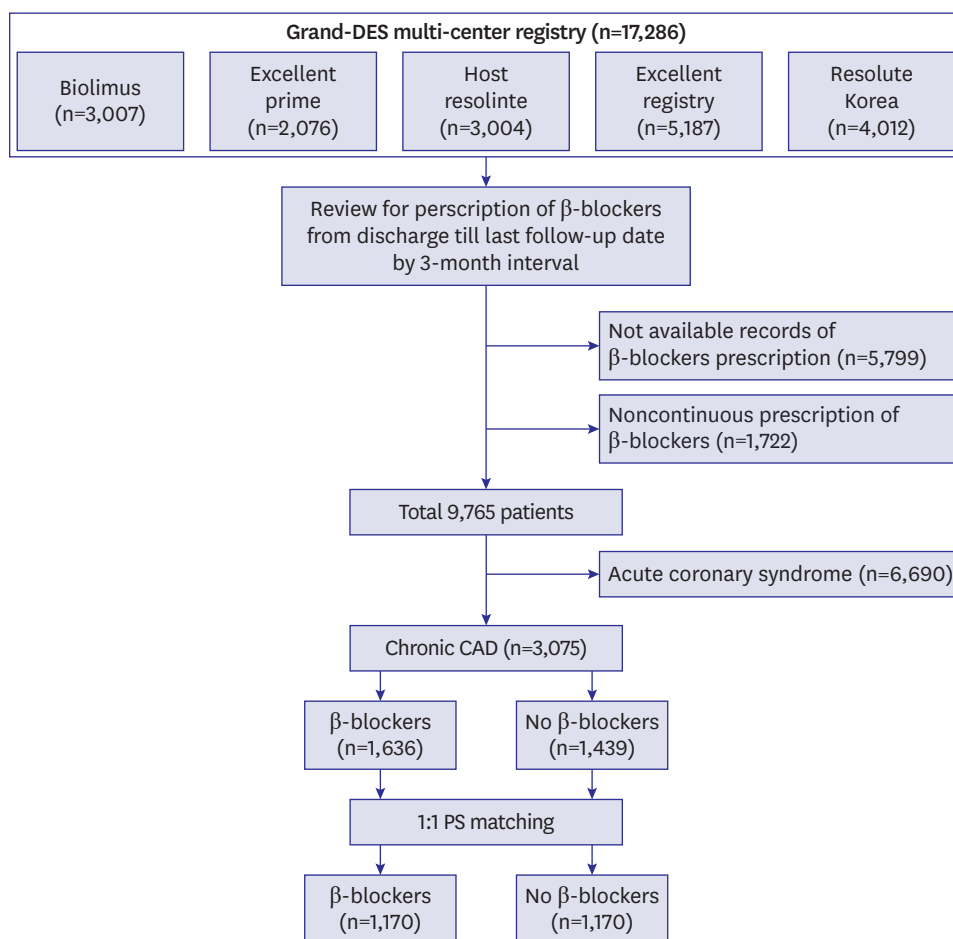 Grand-DES multi-center registry (n=17,286)
Biolimus
(n=3,007)
Excellent
prime
(n=2,076)
Host
resolinte
(n=3,004)
Excellent
registry
(n=5,187)
Resolute
Korea
(n=4,012)
Review for perscription of β-blockers
from discharge till last follow-up date
by 3-month interval
Not available records of
β-blockers prescription (n=5,799)
Noncontinuous prescription of
β-blockers (n=1,722)
Total 9,765 patients
Acute coronary syndrome (n=6,690)
Chronic CAD (n=3,075)
β-blockers
(n=1,636)
No β-blockers
(n=1,439)
1:1 PS matching
β-blockers
(n=1,170)
No β-blockers
(n=1,170)